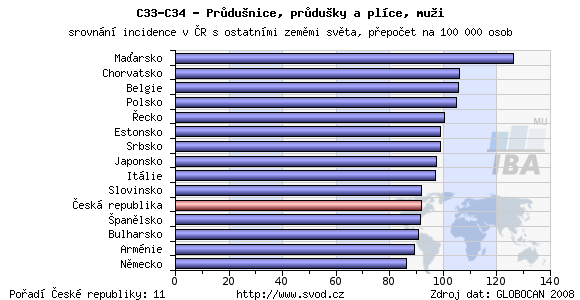 C33-C34 - Průdušnice, průdušky a plíce, muži
srovnání incidence v ČR s ostatními zeměmi světa, přepočet na 100 000 osob
Maďarsko
Chorvatsko
Belgie
Polsko
Řecko
Estonsko
Srbsko
Japonsko
Itálie
Slovinsko
Česká republika
Španělsko
Bulharsko
Arménie
Německo
MU
IBA
0 20 40 60 80 100 120 140
Pořadí České republiky: 11 http://www.svod.cz Zdroj dat: GLOBOCAN 2008